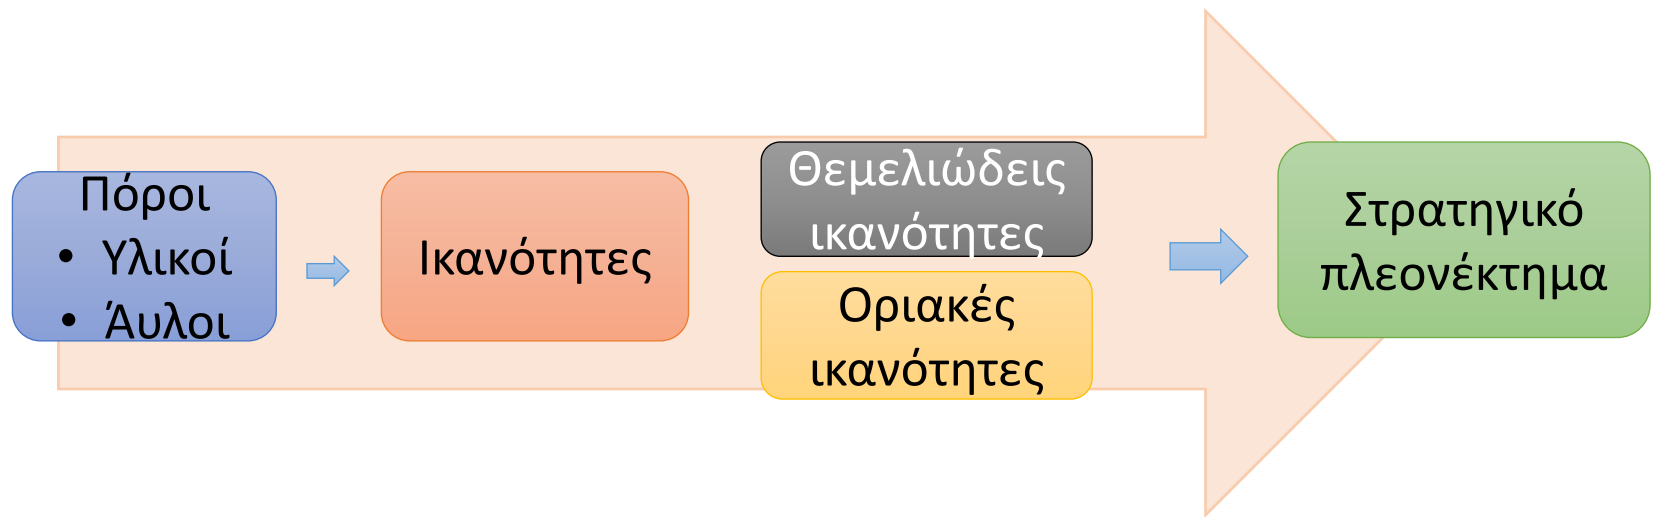 Πόροι
• Υλικοί
• Άυλοι
Ικανότητες
Θεμελιώδεις
ικανότητες
Οριακές
ικανότητες
Στρατηγικό
πλεονέκτημα